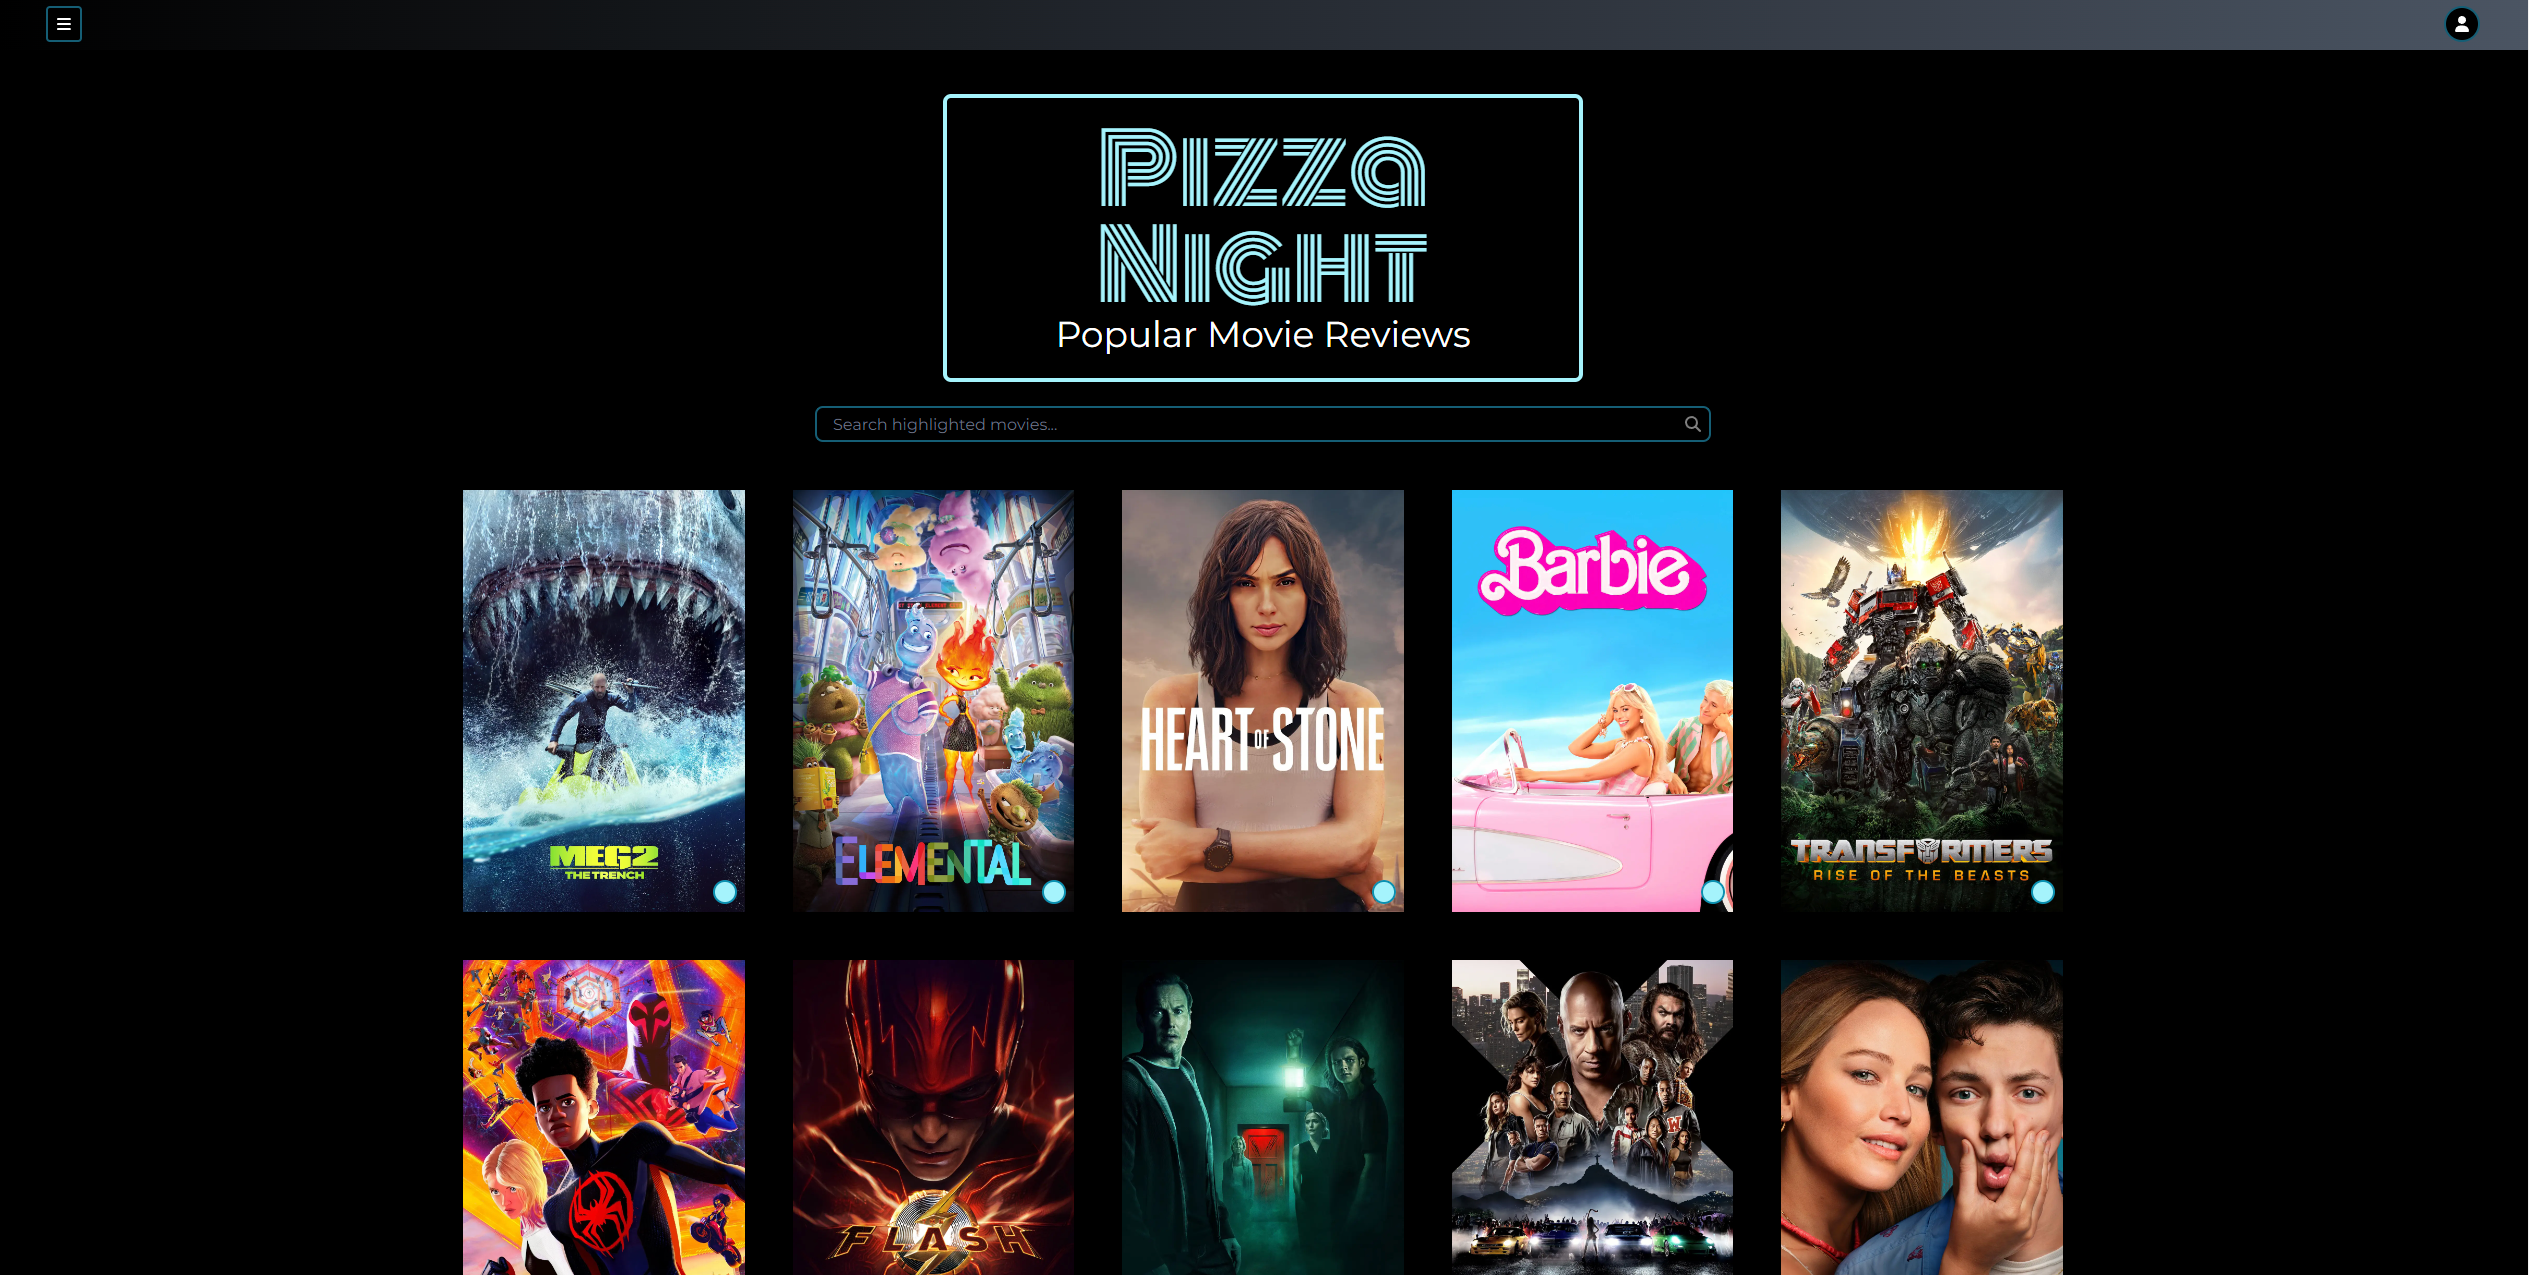 Pizza
Night
Popular Movie Reviews
Search highlighted movies...
Barbie
HEART OF STONE
MEG2
THE TRENCH
ELEMENTAL
TRANSFORMERS
RISE OF THE BEASTS
FLASH